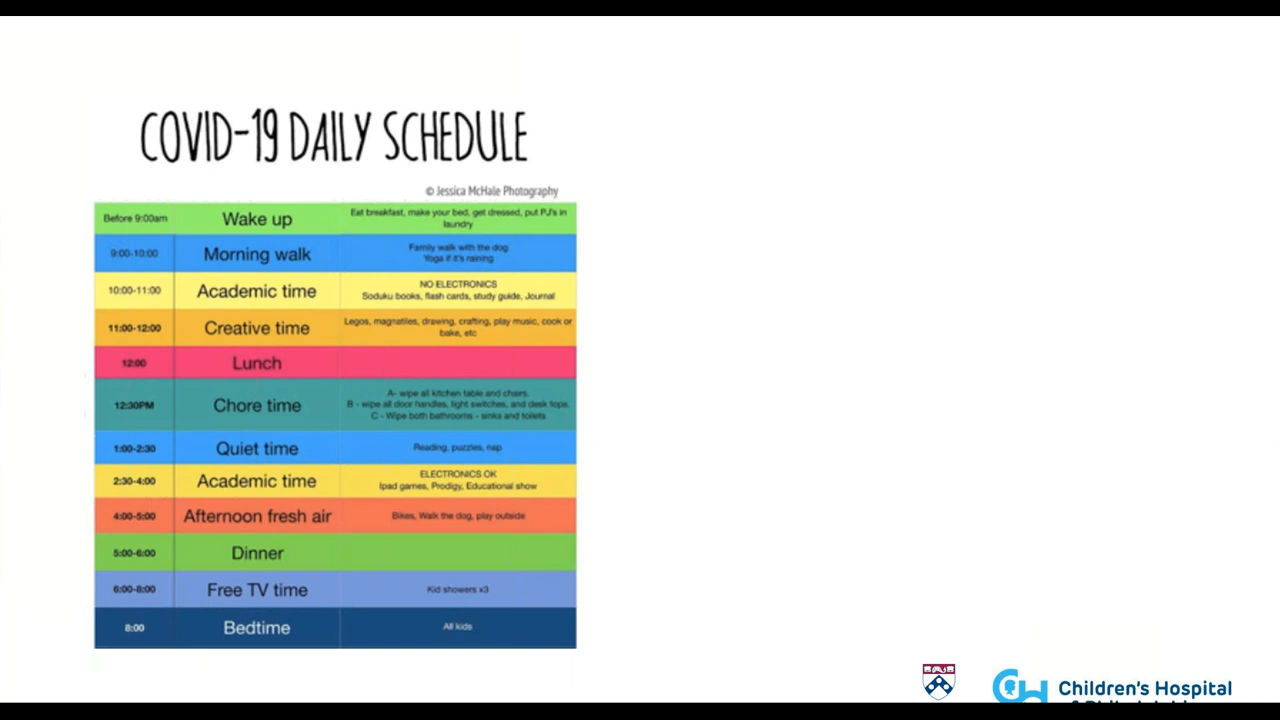 COVID-19 DAILY SCHEDULE
© Jessica McHale Photography
Before 9:00am Wake up Eat breakfast, make your bed, get dressed, put PJ's in
laundry
9:00-10:00 Morning walk Family walk with the dog
Yoga if it's raining
10:00-11:00 Academic time NO ELECTRONICS
Soduku books, flash cards, study guide, Journal
11:00-12:00 Creative time Legos, magnatiles, drawing, crafting, play music, cook or
bake, etc
12:00 Lunch
12:30PM Chore time A- wipe all kitchen table and chairs.
B - wipe all door handles, light switches, and desk tops.
C - Wipe both bathrooms - sinks and toilets
1:00-2:30 Quiet time Reading, puzzles, nap
2:30-4:00 Academic time ELECTRONICS OK
Ipad games, Prodigy, Educational show
4:00-5:00 Afternoon fresh air Bikes, Walk the dog, play outside
5:00-6:00 Dinner
6:00-8:00 Free TV time Kid showers x3
8:00 Bedtime All kids
Children's Hospital